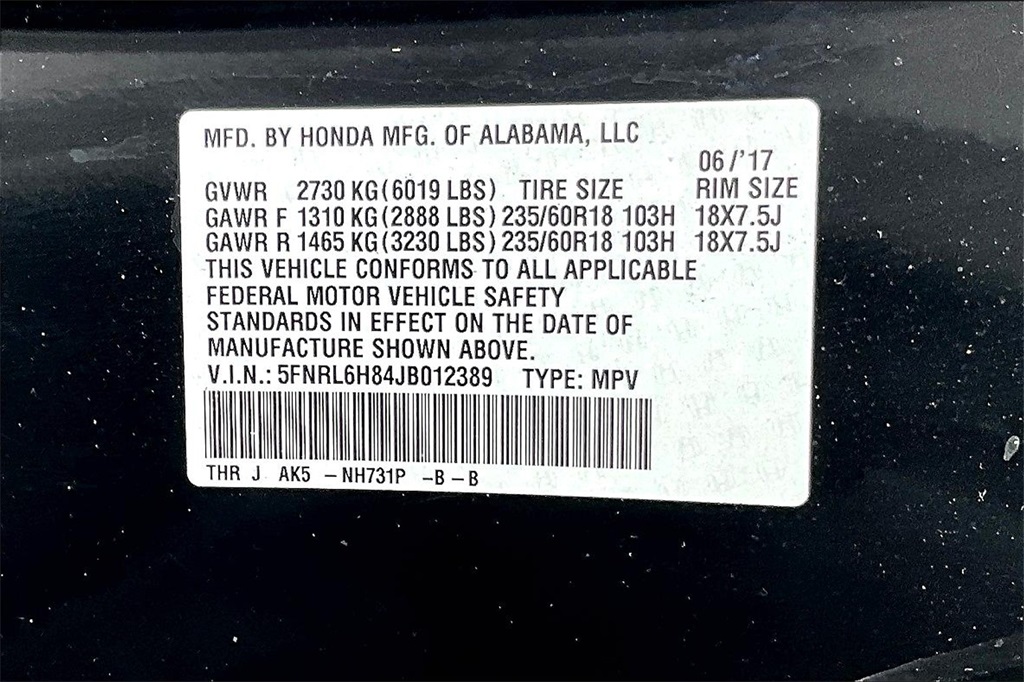 MFD. BY HONDA MFG. OF ALABAMA, LLC
06/'17
GVWR 2730 KG(6019 LBS) TIRE SIZE RIM SIZE
GAWR F 1310 KG(2888 LBS) 235/60R18 103H 18X7.5J
GAWR R 1465 KG(3230 LBS) 235/60R18 103H 18X7.5J
THIS VEHICLE CONFORMS TO ALL APPLICABLE
FEDERAL MOTOR VEHICLE SAFETY
STANDARDS IN EFFECT ON THE DATE OF
MANUFACTURE SHOWN ABOVE.
V.I.N.: 5FNRL6H84JB012389 TYPE: MPV
THR J AK5 –NH731P –B–B